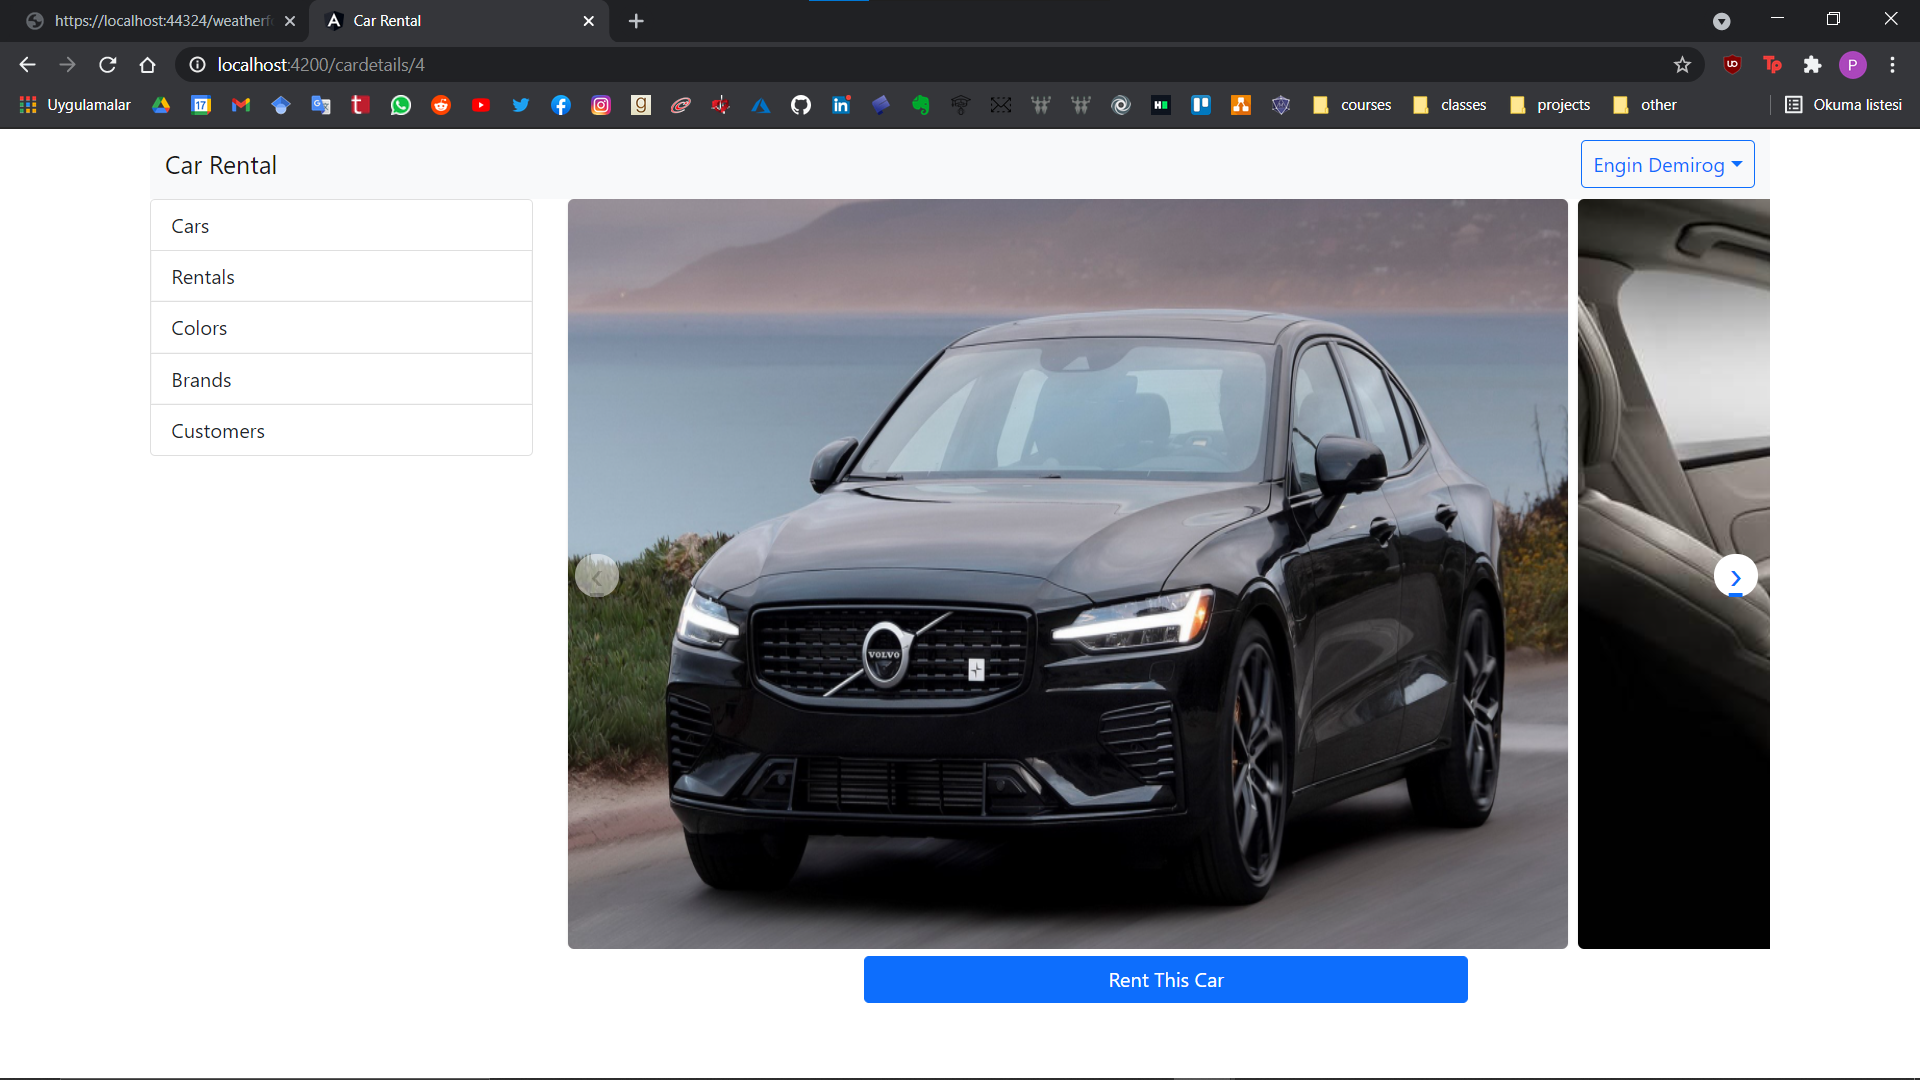 https://localhost:44324/weatherfo
Car Rental
localhost:4200/cardetails/4
P
Uygulamalar
courses
classes
projects
other
Okuma listesi
Car Rental
Engin Demirog
Cars
Rentals
Colors
Brands
Customers
VOLVO
Rent This Car